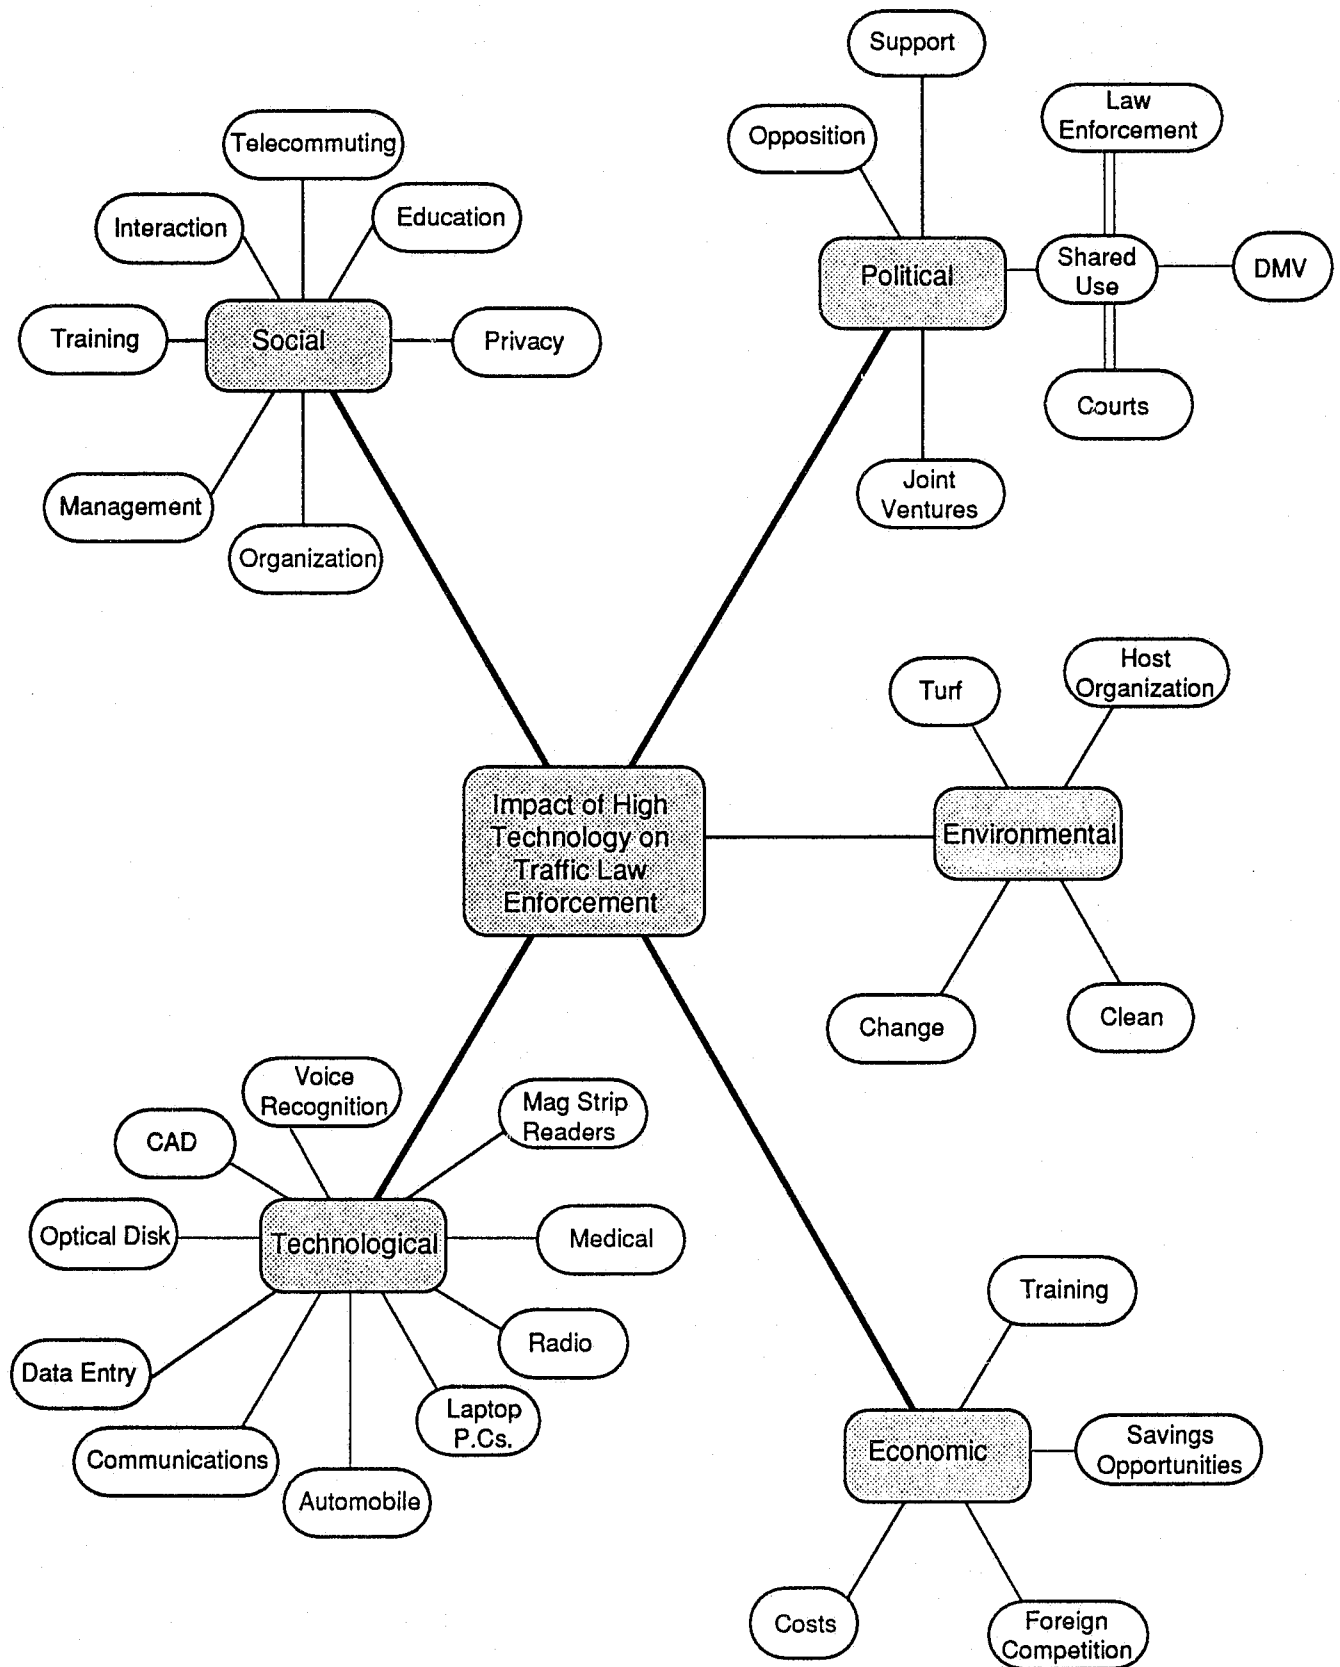 Support
Law
Enforcement
Opposition
Telecommuting
Education
Interaction
Shared
Use
DMV
Political
Training
Social
Privacy
Courts
Joint
Ventures
Management
Organization
Host
Organization
Turf
Impact of High
Technology on
Traffic Law
Enforcement
Environmental
Change
Clean
Voice
Recognition
Mag Strip
Readers
CAD
Optical Disk
Technological
Medical
Training
Radio
Data Entry
Laptop
P.Cs.
Communications
Automobile
Economic
Savings
Opportunities
Costs
Foreign
Competition